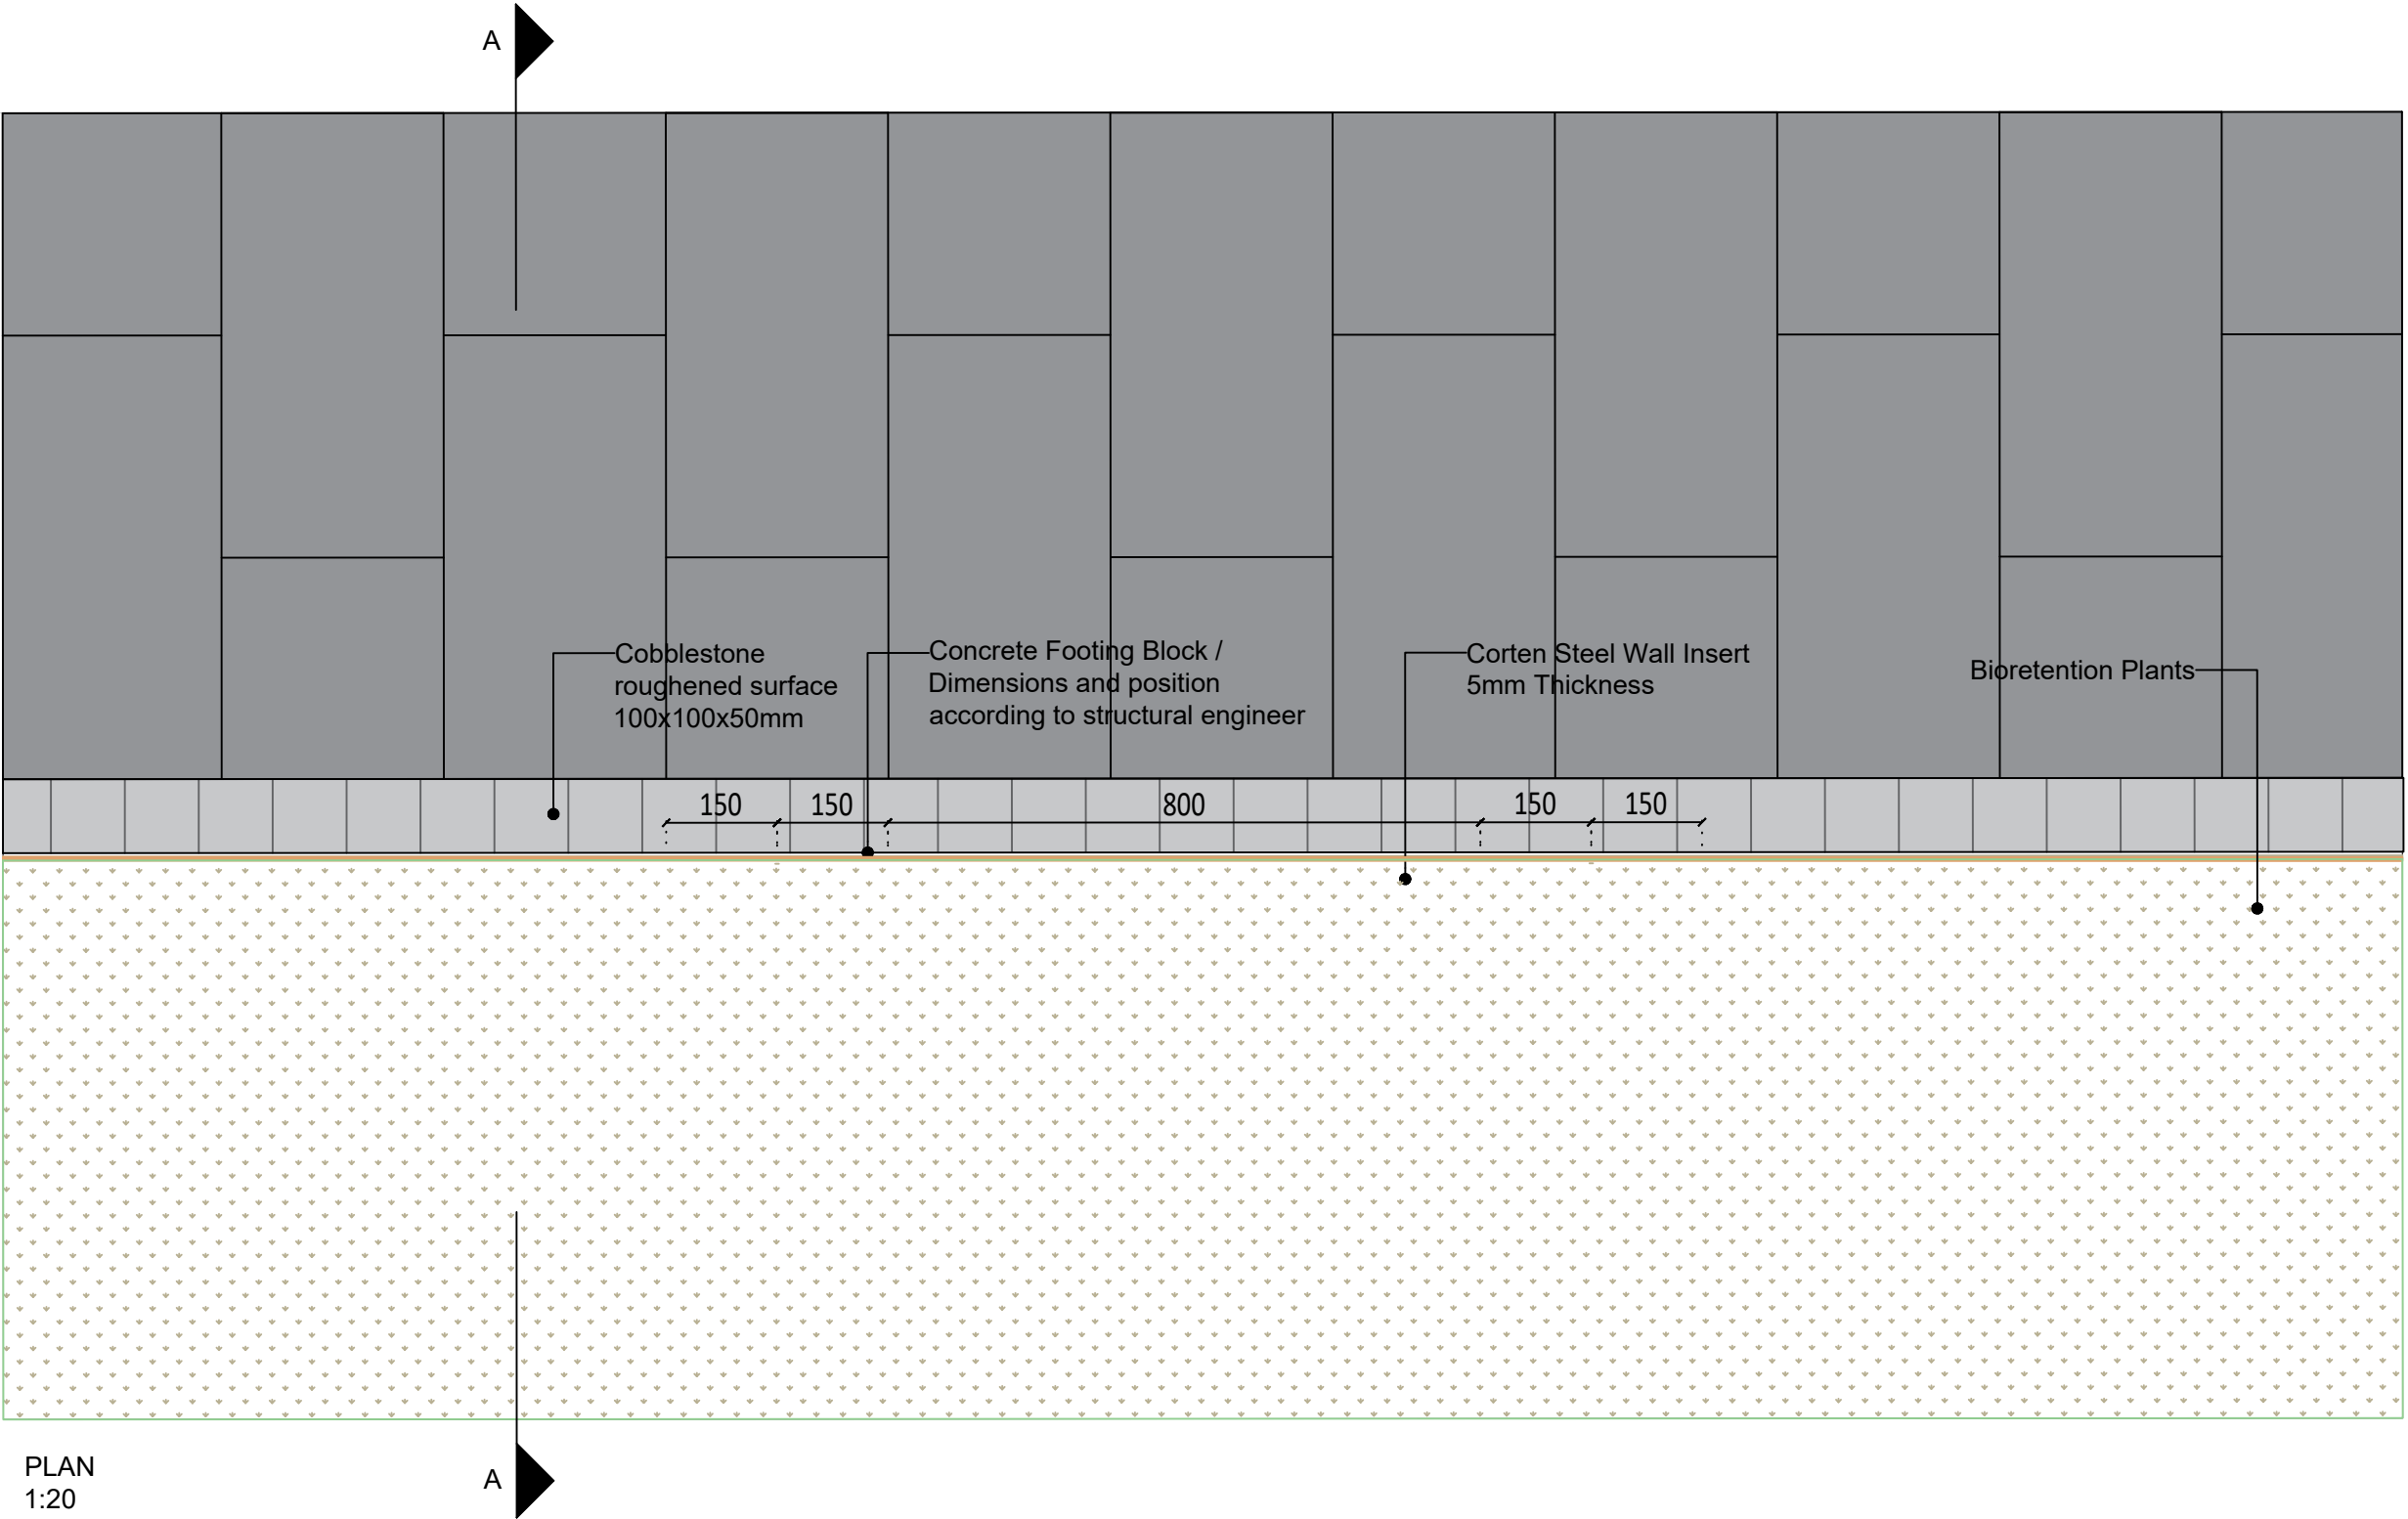 A
Cobblestone
roughened surface
100x100x50mm
Concrete Footing Block /
Dimensions and position
according to structural engineer
Corten Steel Wall Insert
5mm Thickness
Bioretention Plants
150
150
800
150
150
PLAN
1:20
A